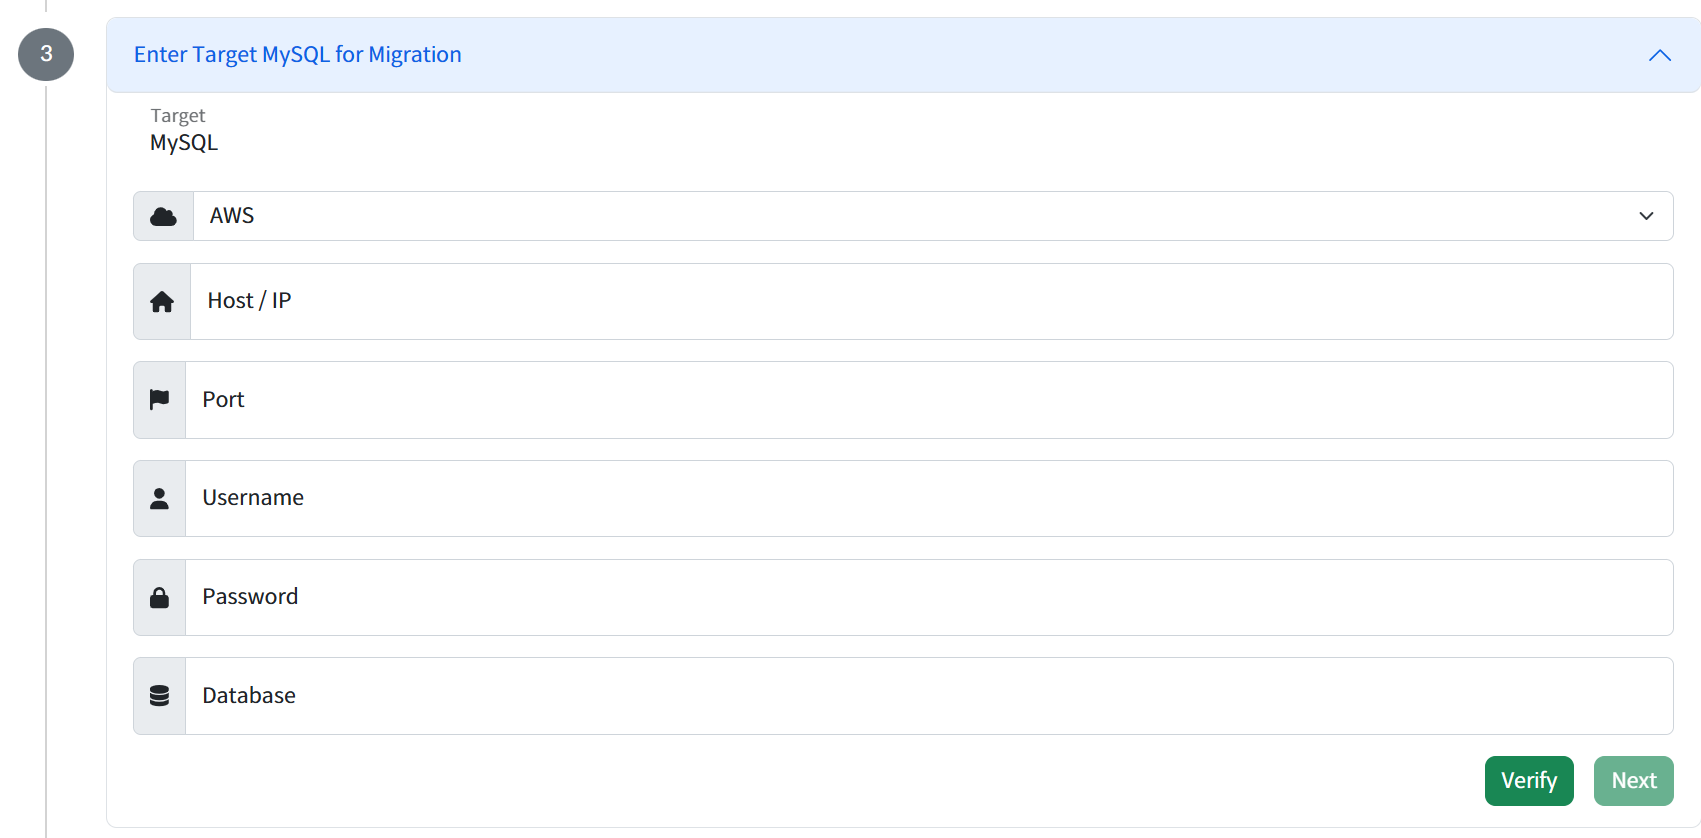 3
Enter Target MySQL for Migration
Target
MySQL
AWS
Host / IP
Port
Username
Password
Database
Verify Next